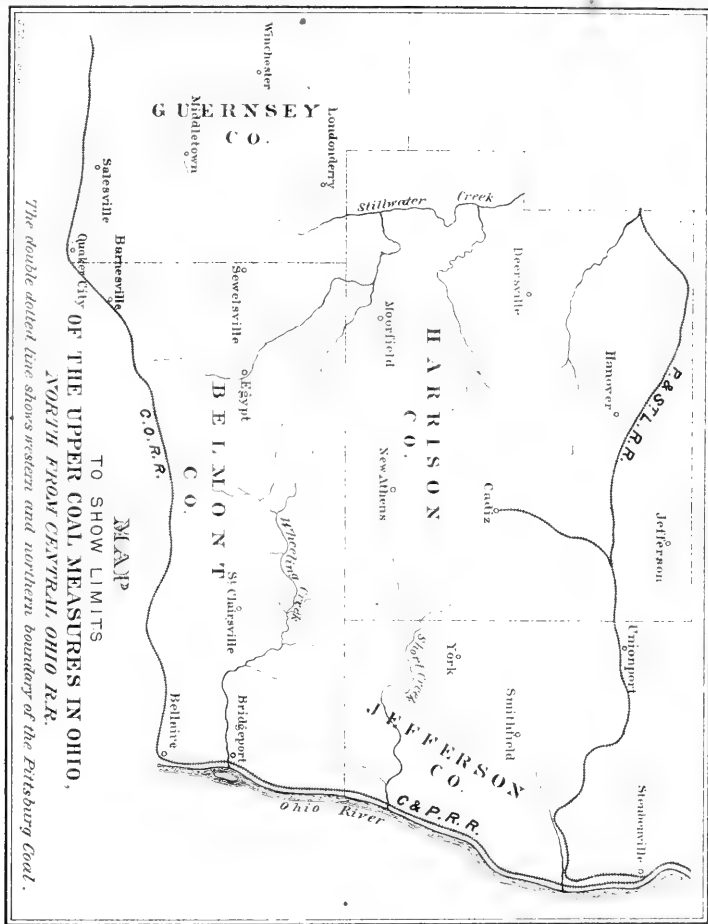 Winchester
Londonderry
GUERNSEY
CO.
Middletown
Salesville
Quaker City
Barnesville
Stillwater Creek
Deersville
Hanover
P. & ST. L. R. R.
Jefferson
Moorfield
HARRISON
CO.
Cadiz
New Athens
Sewelsville
Egypt
BELMONT
CO.
Wheeling Creek
St Clairsville
C. O. R. R.
Bellaire
Bridgeport
Unionport
York
Short Creek
Smithfield
JEFFERSON
CO.
Steubenville
C & P. R. R.
Ohio River
MAP
TO SHOW LIMITS
OF THE UPPER COAL MEASURES IN OHIO,
NORTH FROM CENTRAL OHIO R.R.
The double dotted line shows western and northern boundary of the Pittsburg Coal.